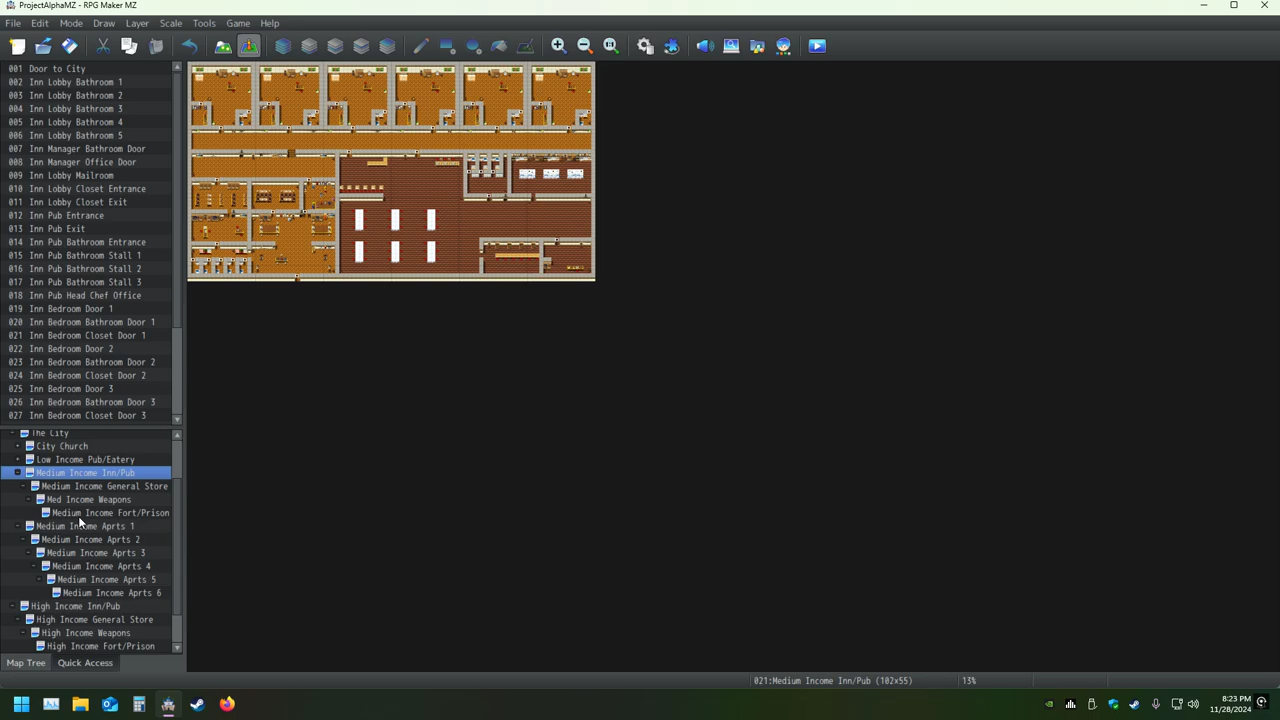 ProjectAlphaMZ - RPG Maker MZ
File Edit Mode Draw Layer Scale Tools Game Help
001 Door to City
002 Inn Lobby Bathroom 1
003 Inn Lobby Bathroom 2
004 Inn Lobby Bathroom 3
005 Inn Lobby Bathroom 4
006 Inn Lobby Bathroom 5
007 Inn Manager Bathroom Door
008 Inn Manager Office Door
009 Inn Lobby Mailroom
010 Inn Lobby Closet Entrance
011 Inn Lobby Closet Exit
012 Inn Pub Entrance
013 Inn Pub Exit
014 Inn Pub Bathroom Entrance
015 Inn Pub Bathroom Stall 1
016 Inn Pub Bathroom Stall 2
017 Inn Pub Bathroom Stall 3
018 Inn Pub Head Chef Office
019 Inn Bedroom Door 1
020 Inn Bedroom Bathroom Door 1
021 Inn Bedroom Closet Door 1
022 Inn Bedroom Door 2
023 Inn Bedroom Bathroom Door 2
024 Inn Bedroom Closet Door 2
025 Inn Bedroom Door 3
026 Inn Bedroom Bathroom Door 3
027 Inn Bedroom Closet Door 3
The City
City Church
Low Income Pub/Eatery
Medium Income Inn/Pub
Medium Income General Store
Med Income Weapons
Medium Income Fort/Prison
Medium Income Aprts 1
Medium Income Aprts 2
Medium Income Aprts 3
Medium Income Aprts 4
Medium Income Aprts 5
Medium Income Aprts 6
High Income Inn/Pub
High Income General Store
High Income Weapons
High Income Fort/Prison
Map Tree Quick Access
021:Medium Income Inn/Pub (102x55) 13%
8:23 PM
11/28/2024